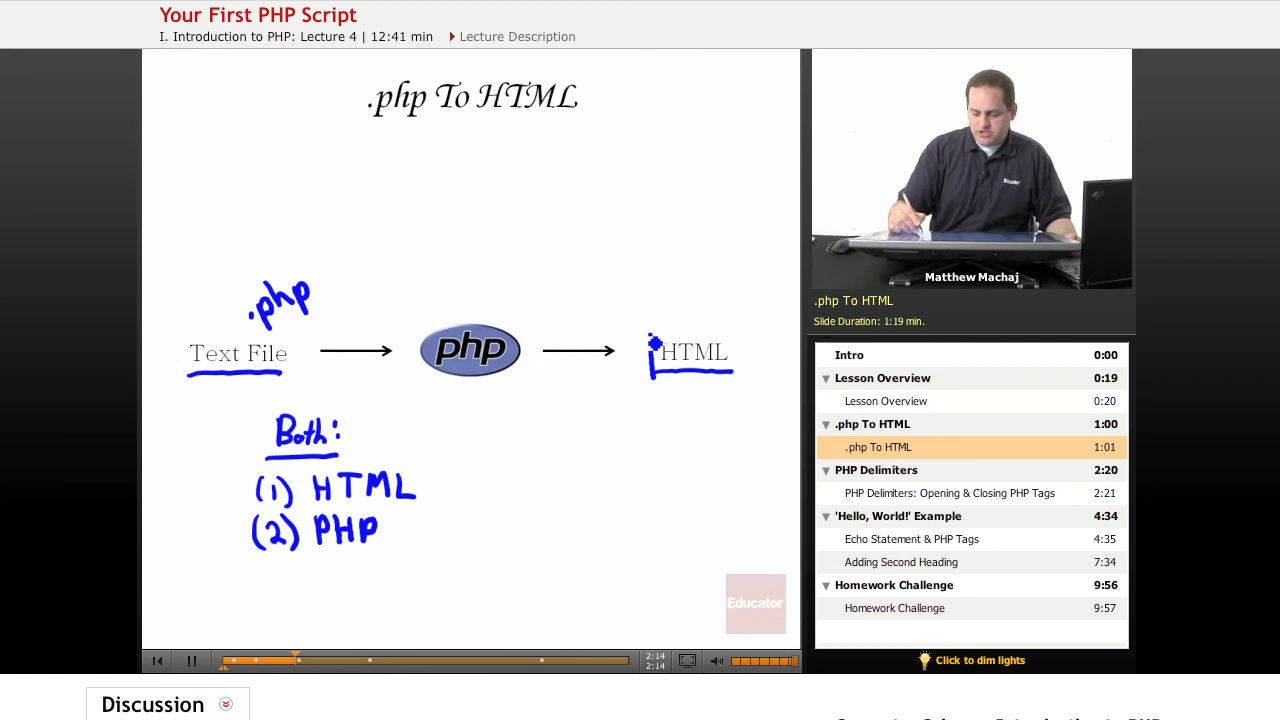 Your First PHP Script
I. Introduction to PHP: Lecture 4 | 12:41 min
Lecture Description
.php To HTML
.php
Text File
php
HTML
Both:
(1) HTML
(2) PHP
Educator
Matthew Machaj
.php To HTML
Slide Duration: 1:19 min.
Intro 0:00
Lesson Overview 0:19
Lesson Overview 0:20
.php To HTML 1:00
.php To HTML 1:01
PHP Delimiters 2:20
PHP Delimiters: Opening & Closing PHP Tags 2:21
'Hello, World!' Example 4:34
Echo Statement & PHP Tags 4:35
Adding Second Heading 7:34
Homework Challenge 9:56
Homework Challenge 9:57
2:14
2:14
Click to dim lights
Discussion